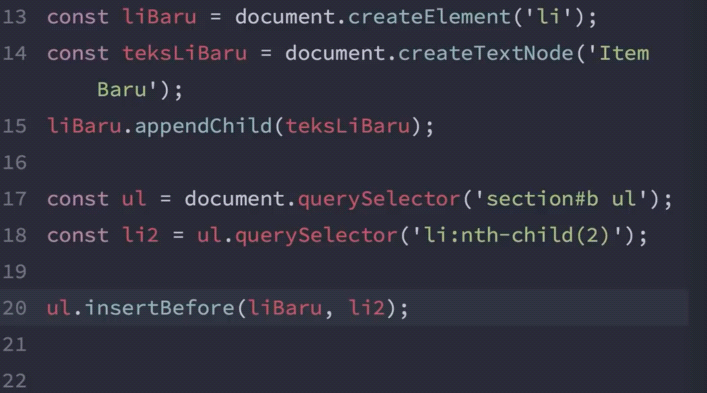 13 const liBaru = document.createElement('li');
14 const teksLiBaru = document.createTextNode('Item
Baru');
15 liBaru.appendChild(teksLiBaru);
16
17 const ul = document.querySelector('section#b ul');
18 const li2 = ul.querySelector('li:nth-child(2)');
19
20 ul.insertBefore(liBaru, li2);
21
22